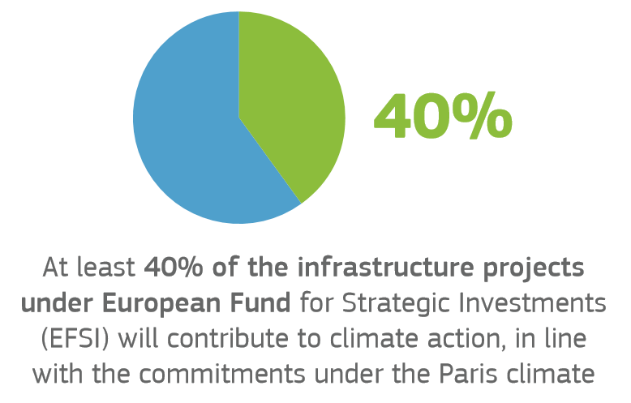 40%
At least 40% of the infrastructure projects
under European Fund for Strategic Investments
(EFSI) will contribute to climate action, in line
with the commitments under the Paris climate